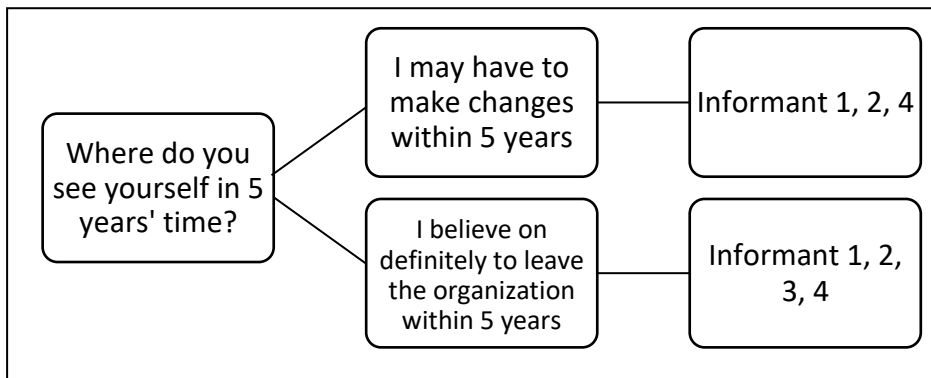 Where do you
see yourself in 5
years' time?
I may have to
make changes
within 5 years
Informant 1, 2, 4
I believe on
definitely to leave
the organization
within 5 years
Informant 1, 2,
3, 4